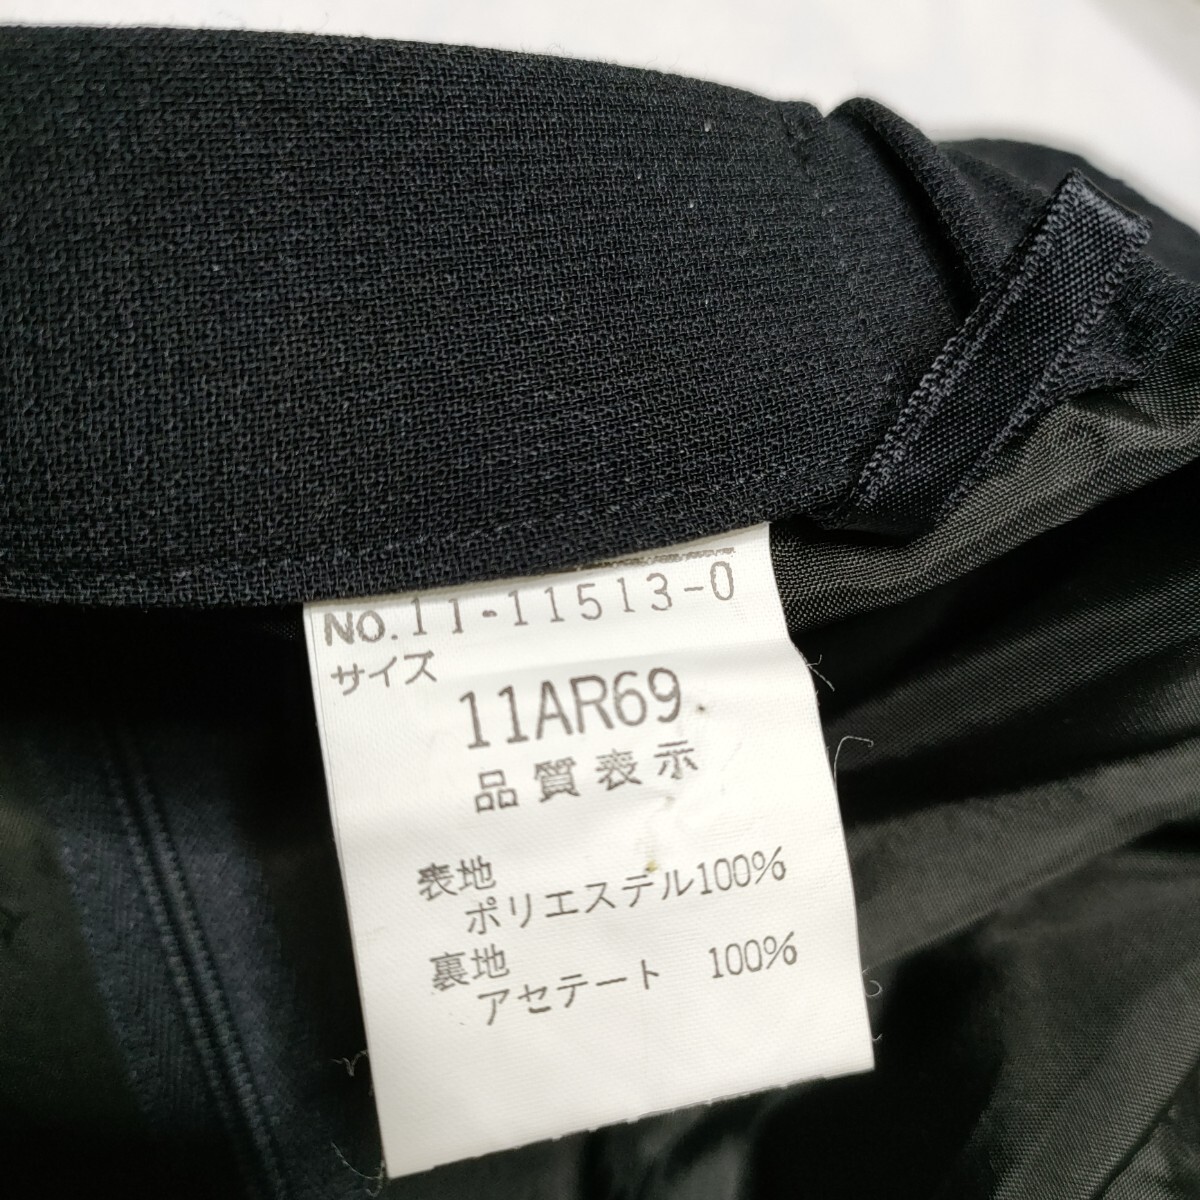 NO.11-11513-0
サイズ
11AR69
品質表示
表地
ポリエステル100%
裏地
アセテート 100%